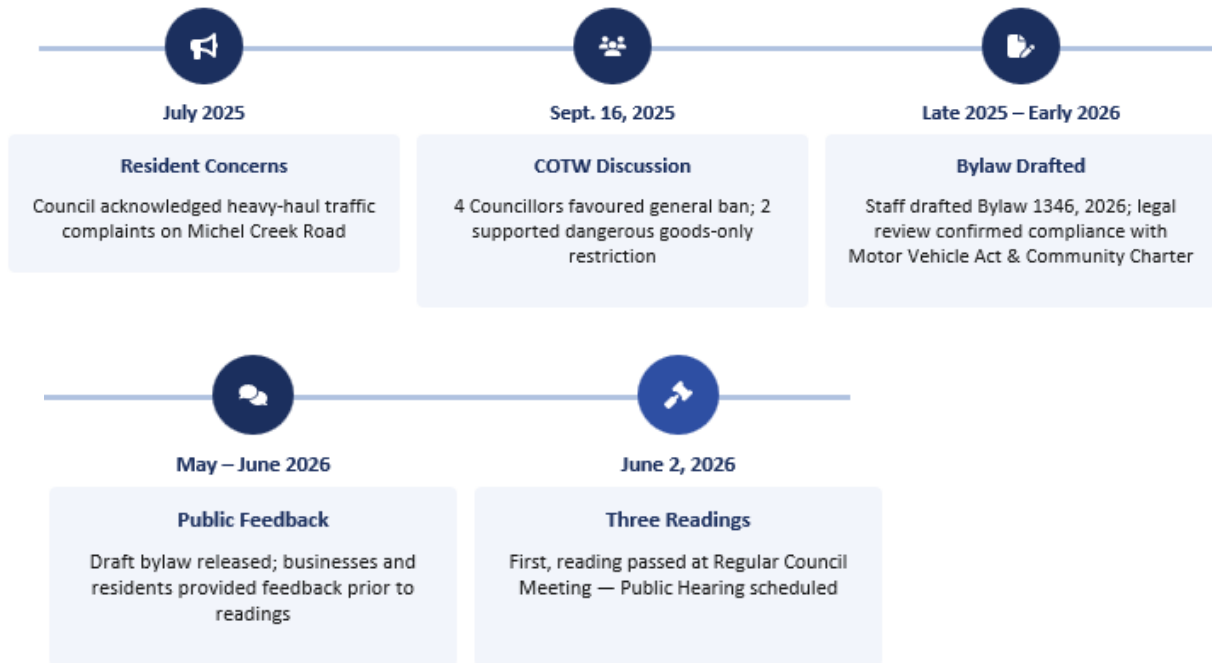 July 2025
Resident Concerns
Council acknowledged heavy-haul traffic
complaints on Michel Creek Road
Sept. 16, 2025
COTW Discussion
4 Councillors favoured general ban; 2
supported dangerous goods-only
restriction
Late 2025 – Early 2026
Bylaw Drafted
Staff drafted Bylaw 1346, 2026; legal
review confirmed compliance with
Motor Vehicle Act & Community Charter
May – June 2026
Public Feedback
Draft bylaw released; businesses and
residents provided feedback prior to
readings
June 2, 2026
Three Readings
First, reading passed at Regular Council
Meeting — Public Hearing scheduled